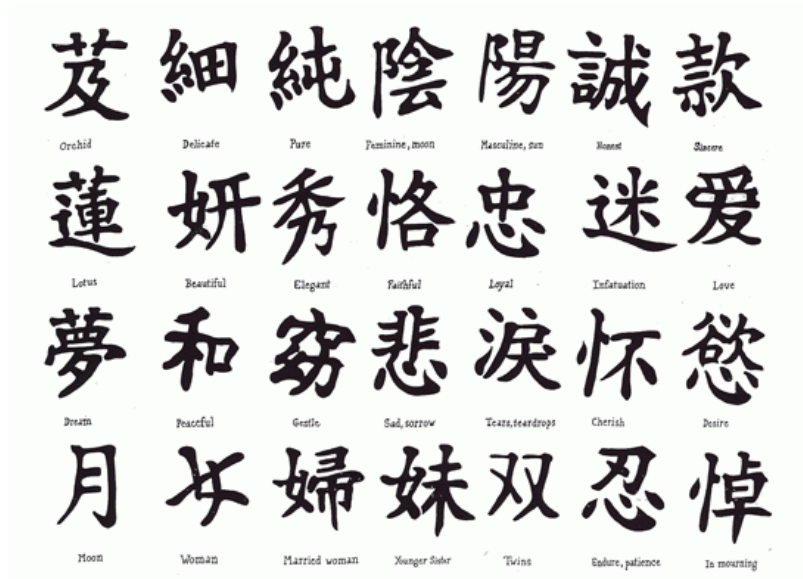 芨 細 純 陰 陽 誠 款
Orchid Delicate Pure Feminine, moon Masculine, sun Honest Sincere
蓮 妍 秀 恪 忠 迷 爱
Lotus Beautiful Elegant Faithful Loyal Infatuation Love
夢 和 窈 悲 淚 怀 慾
Dream Peaceful Gentle Sad, sorrow Tears, teardrops Cherish Desire
月 女 婦 妹 双 忍 悼
Moon Woman Married woman Younger Sister Twins Endure, patience In mourning